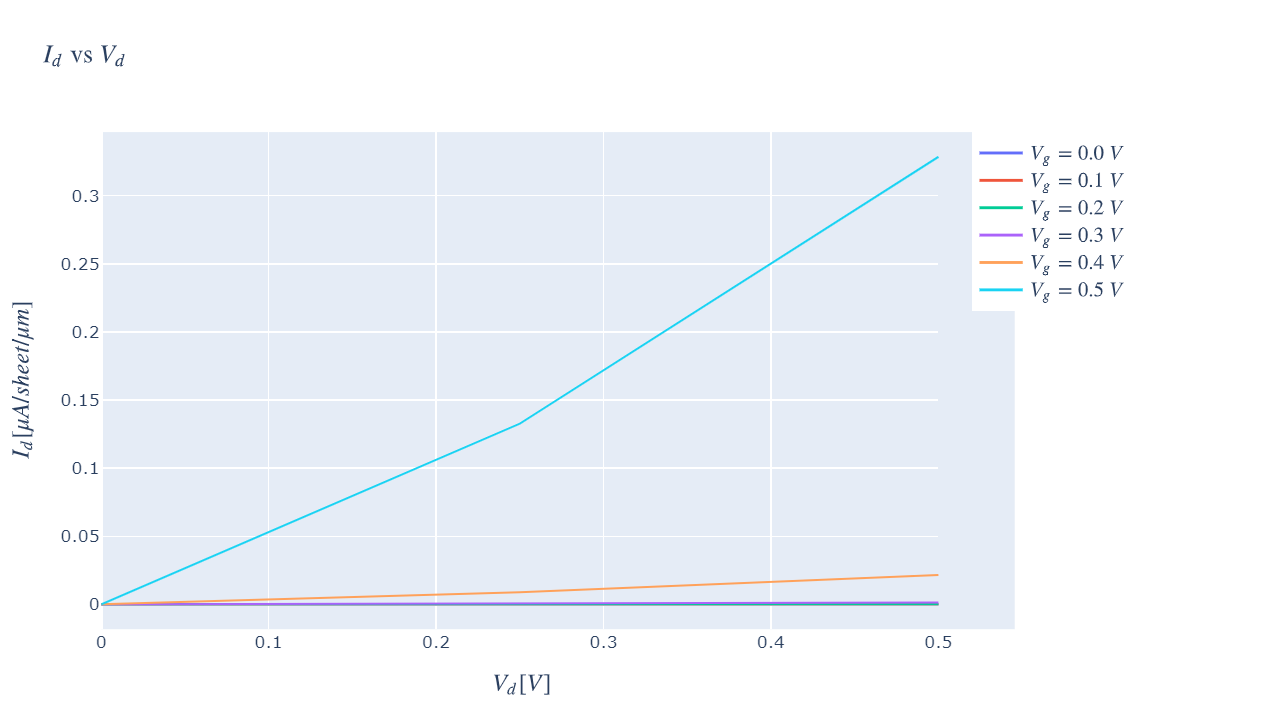 I_d vs V_d
I_d [μA/sheet/μm]
0.3
0.25
0.2
0.15
0.1
0.05
0
0 0.1 0.2 0.3 0.4 0.5
V_d [V]
V_g = 0.0 V
V_g = 0.1 V
V_g = 0.2 V
V_g = 0.3 V
V_g = 0.4 V
V_g = 0.5 V